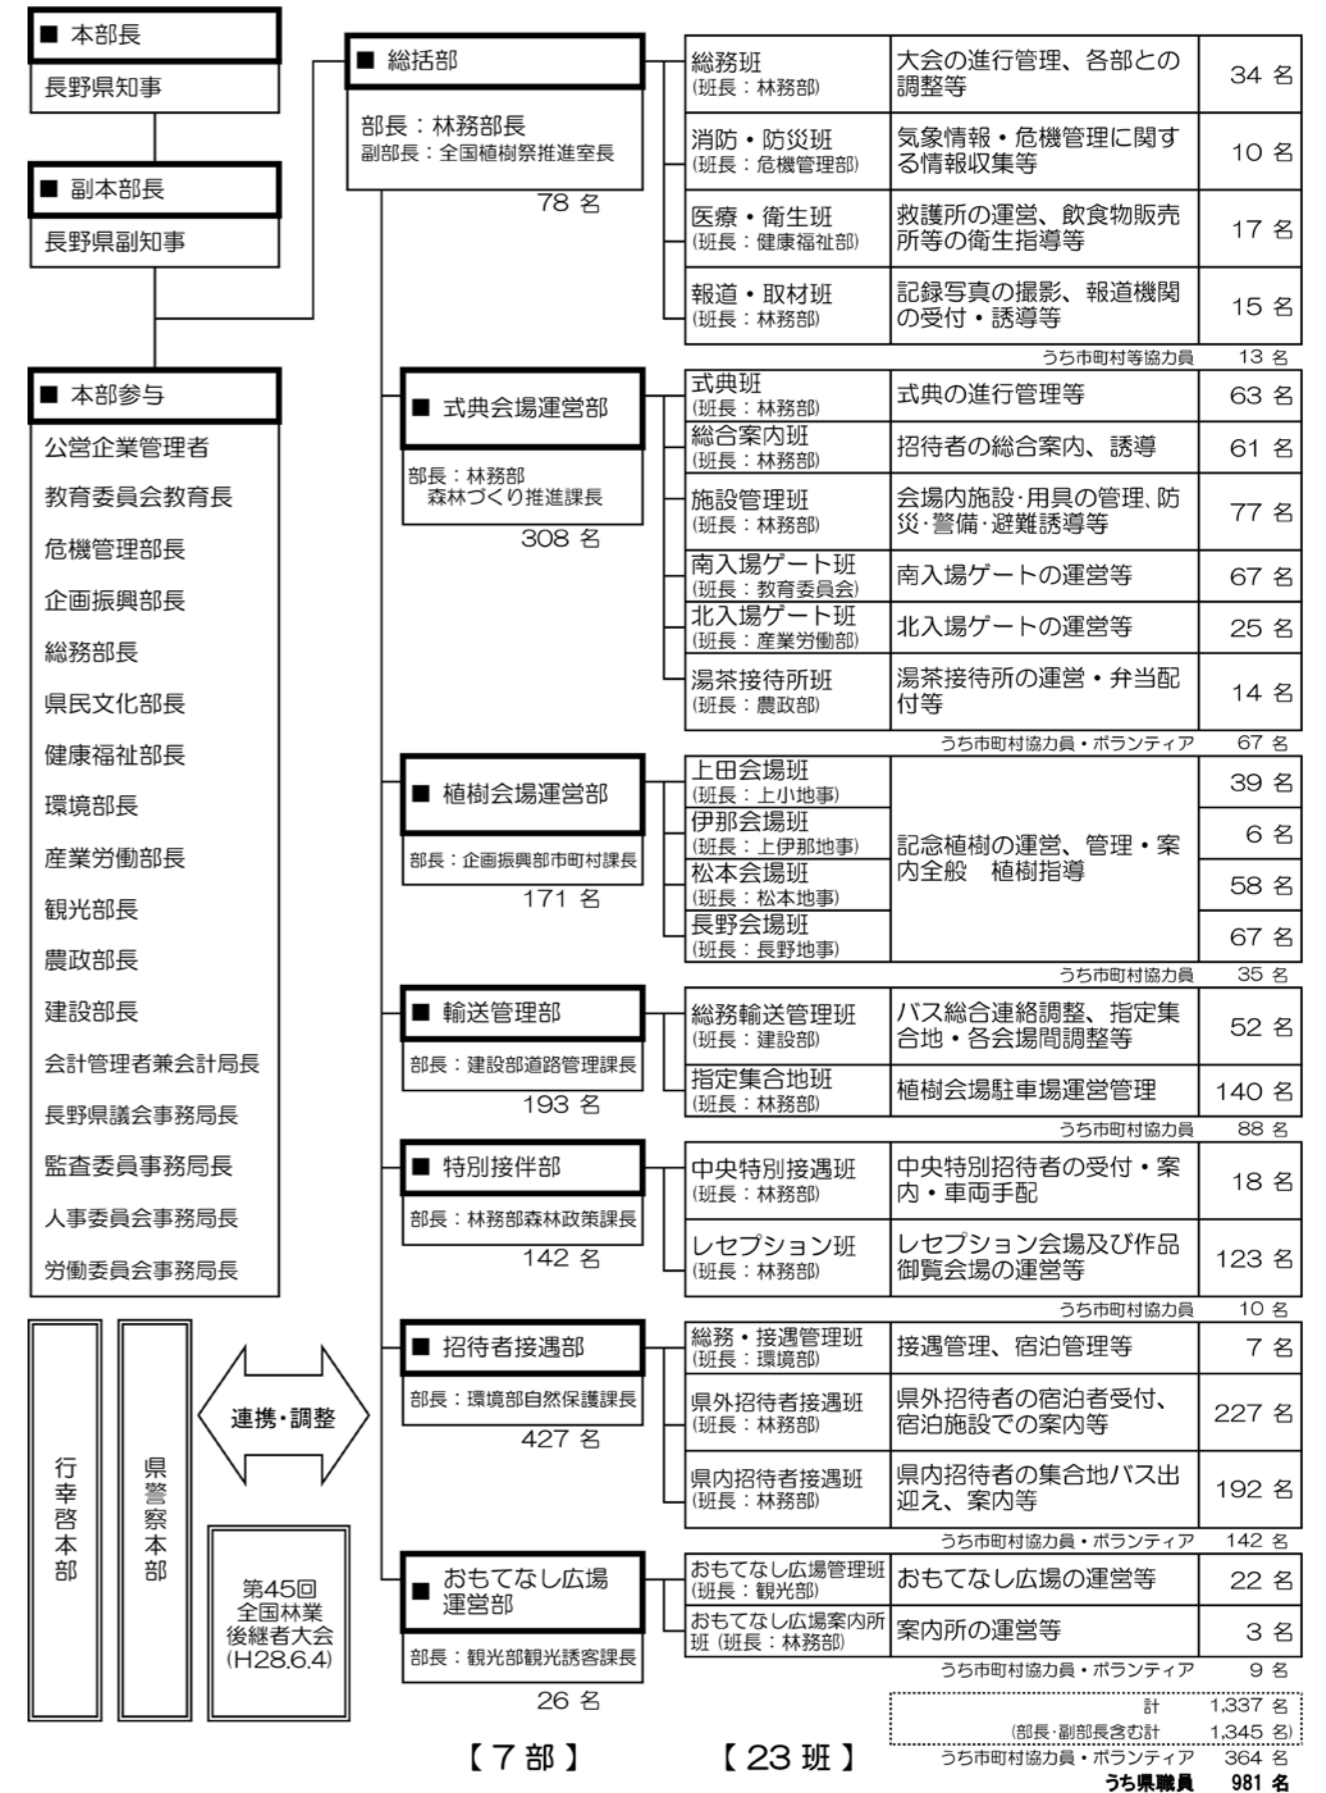 ■ 本部長
長野県知事
■ 副本部長
長野県副知事
■ 本部参与
公営企業管理者
教育委員会教育長
危機管理部長
企画振興部長
総務部長
県民文化部長
健康福祉部長
環境部長
産業労働部長
観光部長
農政部長
建設部長
会計管理者兼会計局長
長野県議会事務局長
監査委員事務局長
人事委員会事務局長
労働委員会事務局長
行幸啓本部
県警察本部
連携・調整
第45回
全国林業
後継者大会
(H28.6.4)
■ 総括部
部長：林務部長
副部長：全国植樹祭推進室長
78 名
総務班
(班長：林務部)
大会の進行管理、各部との
調整等
34 名
消防・防災班
(班長：危機管理部)
気象情報・危機管理に関す
る情報収集等
10 名
医療・衛生班
(班長：健康福祉部)
救護所の運営、飲食物販売
所等の衛生指導等
17 名
報道・取材班
(班長：林務部)
記録写真の撮影、報道機関
の受付・誘導等
15 名
うち市町村等協力員 13 名
■ 式典会場運営部
部長：林務部
森林づくり推進課長
308 名
式典班
(班長：林務部)
式典の進行管理等
63 名
総合案内班
(班長：林務部)
招待者の総合案内、誘導
61 名
施設管理班
(班長：林務部)
会場内施設・用具の管理、防
災・警備・避難誘導等
77 名
南入場ゲート班
(班長：教育委員会)
南入場ゲートの運営等
67 名
北入場ゲート班
(班長：産業労働部)
北入場ゲートの運営等
25 名
湯茶接待所班
(班長：農政部)
湯茶接待所の運営・弁当配
付等
14 名
うち市町村協力員・ボランティア 67 名
■ 植樹会場運営部
部長：企画振興部市町村課長
171 名
上田会場班
(班長：上小地事)
39 名
伊那会場班
(班長：上伊那地事)
6 名
松本会場班
(班長：松本地事)
58 名
長野会場班
(班長：長野地事)
67 名
記念植樹の運営、管理・案
内全般　植樹指導
うち市町村協力員 35 名
■ 輸送管理部
部長：建設部道路管理課長
193 名
総務輸送管理班
(班長：建設部)
バス総合連絡調整、指定集
合地・各会場間調整等
52 名
指定集合地班
(班長：林務部)
植樹会場駐車場運営管理
140 名
うち市町村協力員 88 名
■ 特別接伴部
部長：林務部森林政策課長
142 名
中央特別接遇班
(班長：林務部)
中央特別招待者の受付・案
内・車両手配
18 名
レセプション班
(班長：林務部)
レセプション会場及び作品
御覧会場の運営等
123 名
うち市町村協力員 10 名
■ 招待者接遇部
部長：環境部自然保護課長
427 名
総務・接遇管理班
(班長：環境部)
接遇管理、宿泊管理等
7 名
県外招待者接遇班
(班長：林務部)
県外招待者の宿泊者受付、
宿泊施設での案内等
227 名
県内招待者接遇班
(班長：林務部)
県内招待者の集合地バス出
迎え、案内等
192 名
うち市町村協力員・ボランティア 142 名
■ おもてなし広場
運営部
部長：観光部観光誘客課長
26 名
おもてなし広場管理班
(班長：観光部)
おもてなし広場の運営等
22 名
おもてなし広場案内所
班 (班長：林務部)
案内所の運営等
3 名
うち市町村協力員・ボランティア 9 名
計 1,337 名
(部長・副部長含む計 1,345 名)
うち市町村協力員・ボランティア 364 名
うち県職員 981 名
【 7 部 】
【 23 班 】